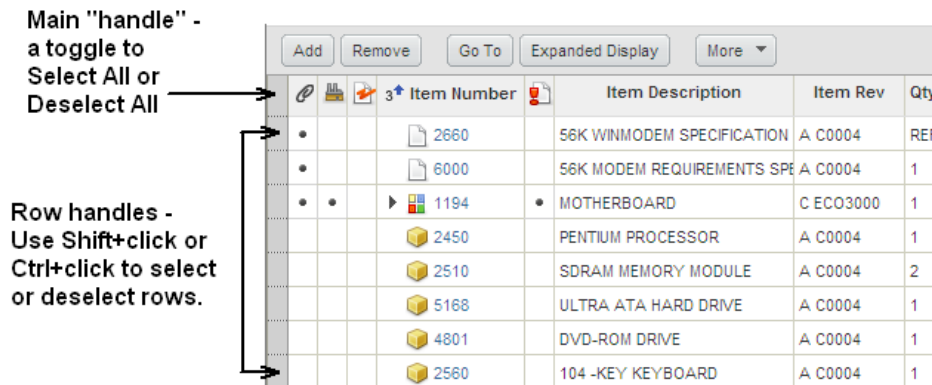 Main "handle" -
a toggle to
Select All or
Deselect All
Row handles -
Use Shift+click or
Ctrl+click to select
or deselect rows.
Add Remove Go To Expanded Display More
3 Item Number Item Description Item Rev Qty
2660 56K WINMODEM SPECIFICATION A C0004 REF
6000 56K MODEM REQUIREMENTS SPE A C0004 1
1194 MOTHERBOARD C ECO3000 1
2450 PENTIUM PROCESSOR A C0004 1
2510 SDRAM MEMORY MODULE A C0004 2
5168 ULTRA ATA HARD DRIVE A C0004 1
4801 DVD-ROM DRIVE A C0004 1
2560 104 -KEY KEYBOARD A C0004 1